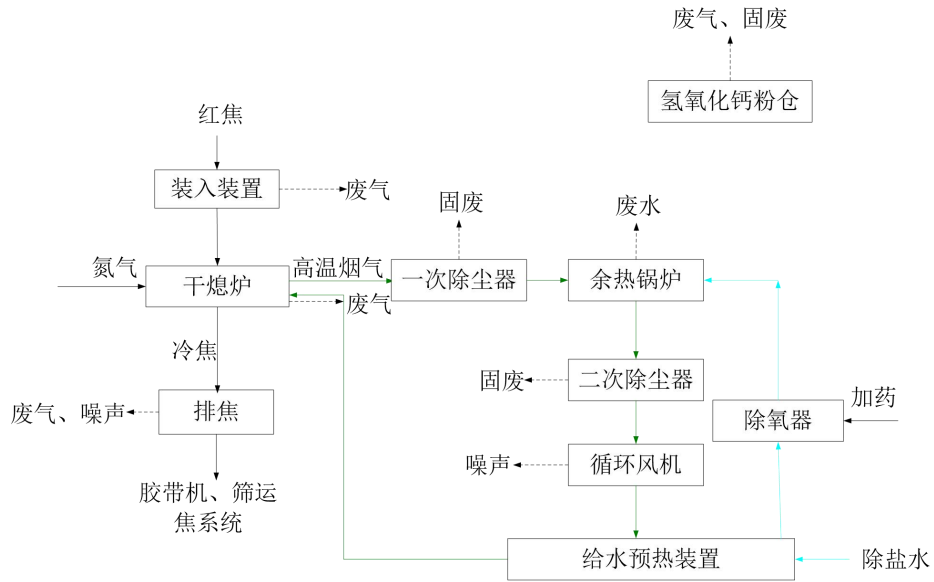 废气、固废
氢氧化钙粉仓
红焦
装入装置
废气
固废
废水
氮气
干熄炉
高温烟气
一次除尘器
余热锅炉
废气
冷焦
固废
二次除尘器
废气、噪声
排焦
除氧器
加药
噪声
循环风机
胶带机、筛运
焦系统
给水预热装置
除盐水